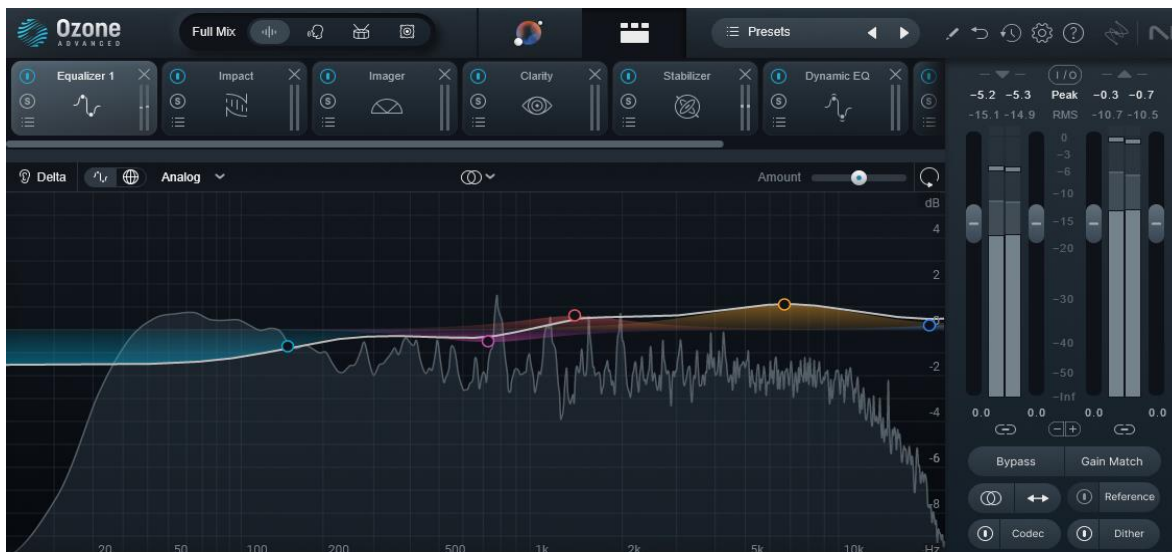 Ozone
ADVANCED
Full Mix
Presets
Equalizer 1
Impact
Imager
Clarity
Stabilizer
Dynamic EQ
S
S
S
S
S
S
S
Delta
Analog
Amount
dB
4
2
-2
-4
-6
-8
20
50
100
200
500
1k
2k
5k
10k
Hz
I / O
-5.2 -5.3 Peak -0.3 -0.7
-15.1 -14.9 RMS -10.7 -10.5
0
-3
-6
-10
-15
-20
-30
-40
-50
-Inf
0.0 0.0 0.0 0.0
Bypass
Gain Match
Reference
Codec
Dither